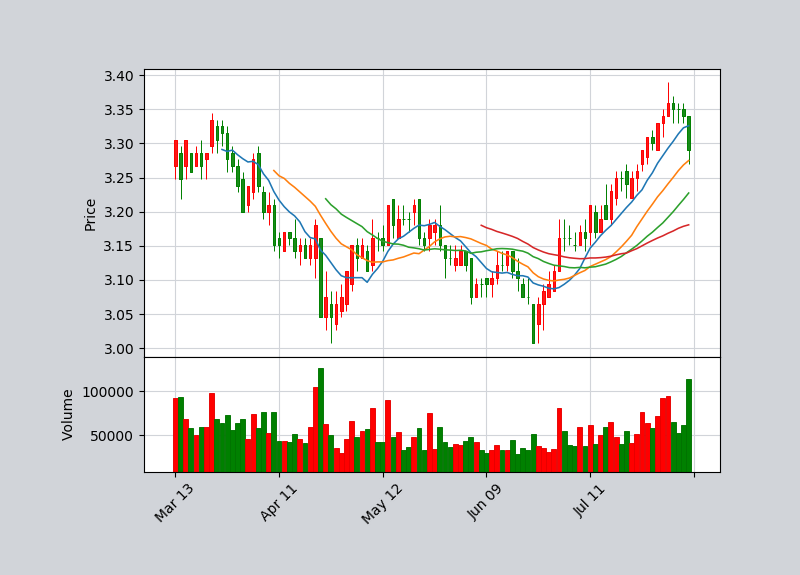 3.40
3.35
3.30
3.25
3.20
3.15
3.10
3.05
3.00
Price
100000
50000
Volume
Mar 13
Apr 11
May 12
Jun 09
Jul 11